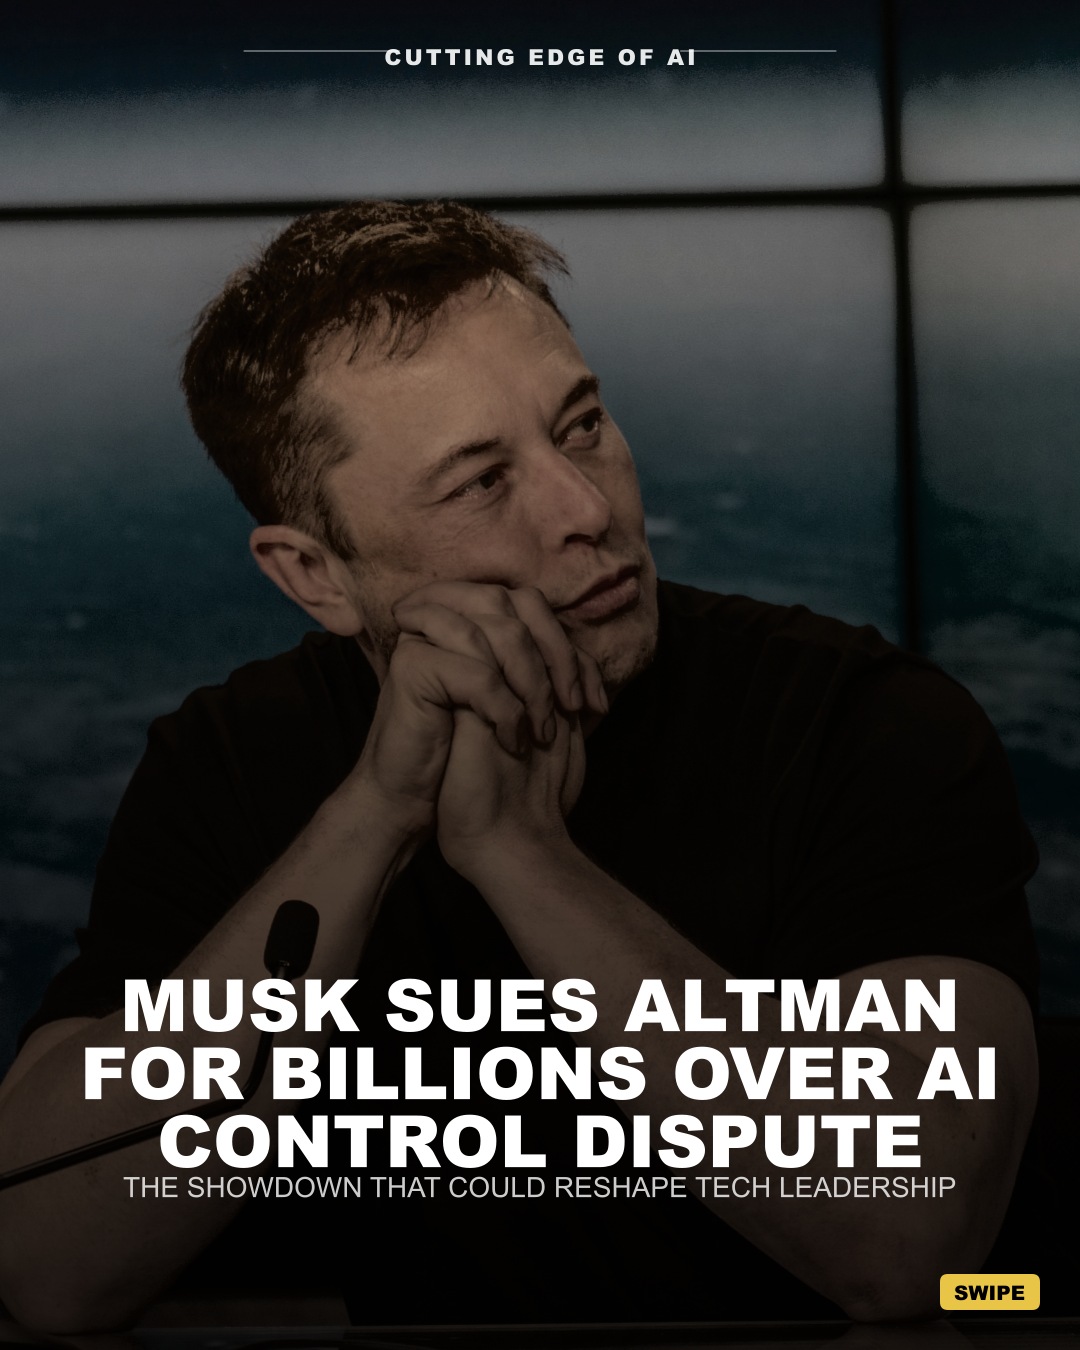 CUTTING EDGE OF AI
MUSK SUES ALTMAN
FOR BILLIONS OVER AI
CONTROL DISPUTE
THE SHOWDOWN THAT COULD RESHAPE TECH LEADERSHIP
SWIPE